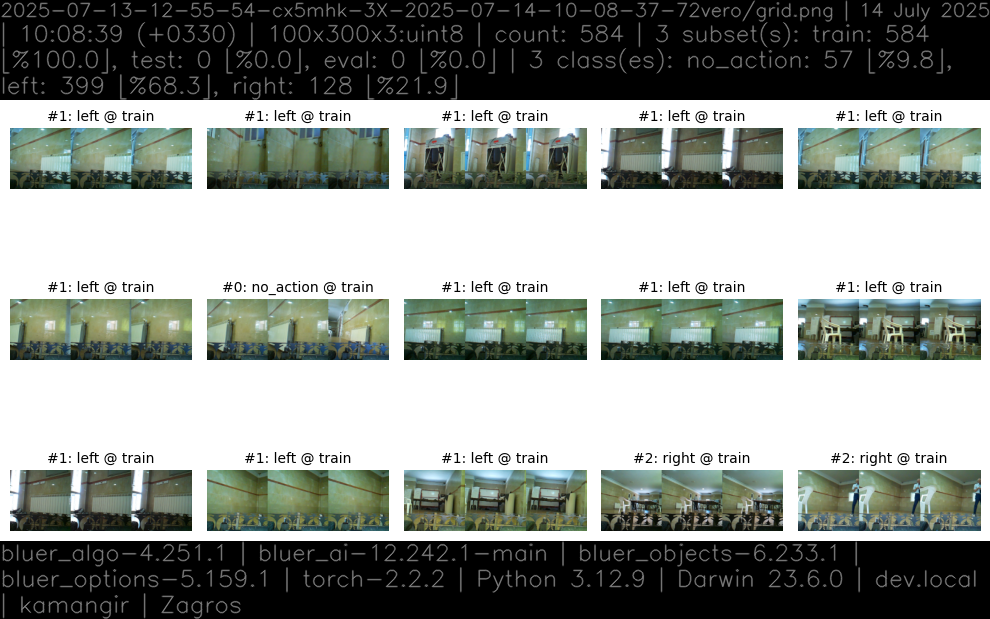 2025-07-13-12-55-54-cx5mhk-3X-2025-07-14-10-08-37-72vero/grid.png | 14 July 2025
| 10:08:39 (+0330) | 100x300x3:uint8 | count: 584 | 3 subset(s): train: 584
[%100.0], test: 0 [%0.0], eval: 0 [%0.0] | 3 class(es): no_action: 57 [%9.8],
left: 399 [%68.3], right: 128 [%21.9]
#1: left @ train
#1: left @ train
#1: left @ train
#1: left @ train
#1: left @ train
#1: left @ train
#0: no_action @ train
#1: left @ train
#1: left @ train
#1: left @ train
#1: left @ train
#1: left @ train
#1: left @ train
#2: right @ train
#2: right @ train
bluer_algo-4.251.1 | bluer_ai-12.242.1-main | bluer_objects-6.233.1 |
bluer_options-5.159.1 | torch-2.2.2 | Python 3.12.9 | Darwin 23.6.0 | dev.local
| kamangir | Zagros